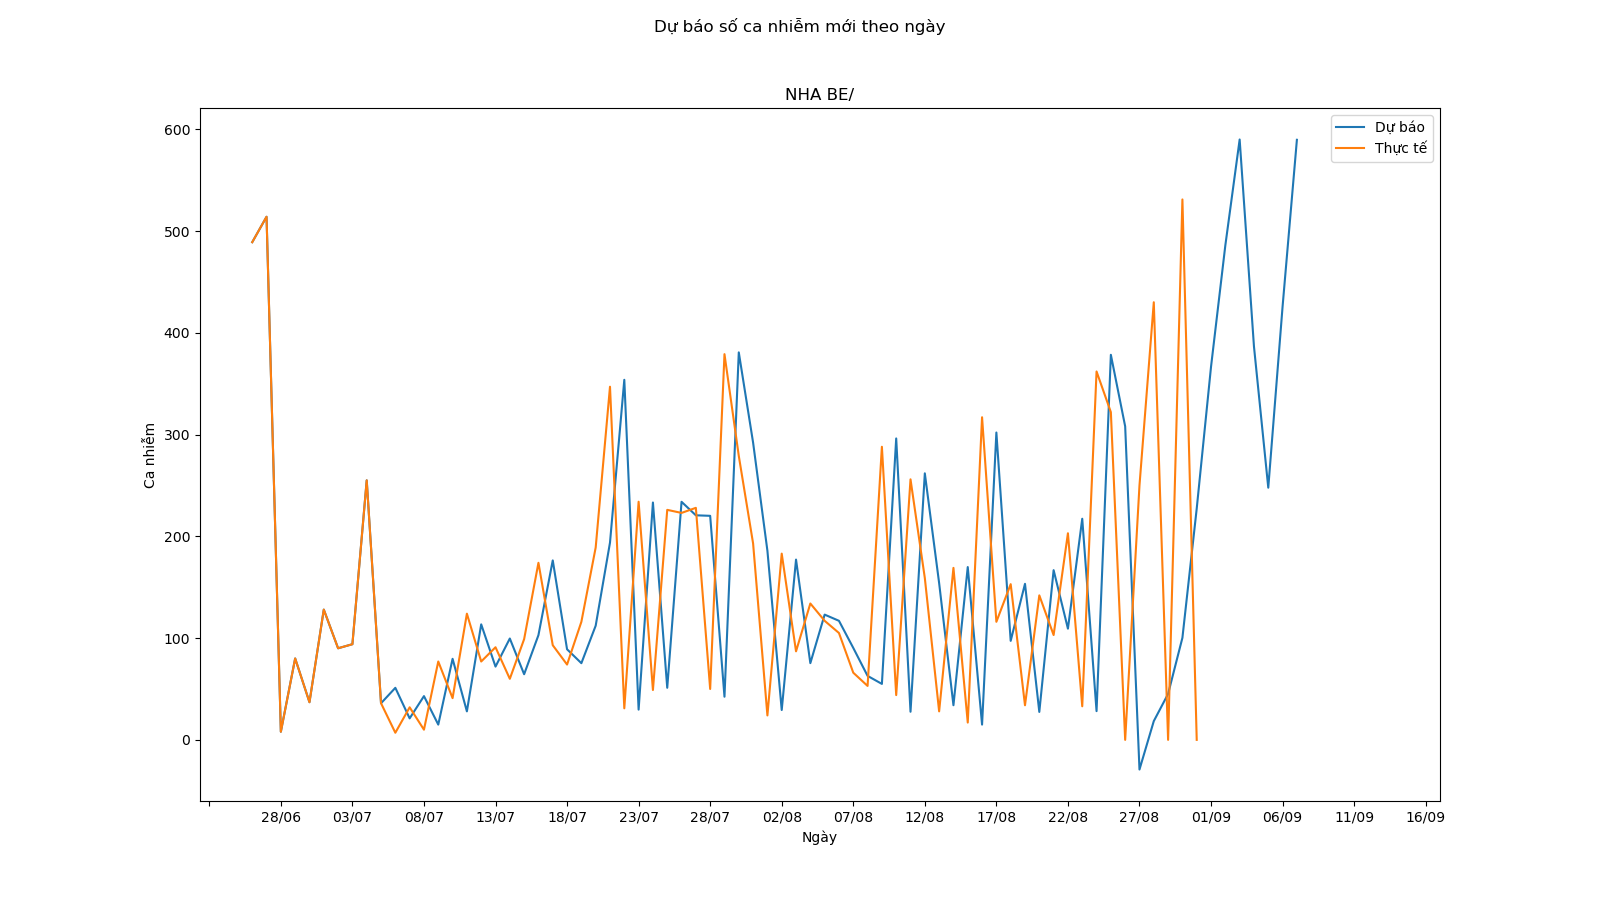 Dự báo số ca nhiễm mới theo ngày
NHA BE/
Dự báo
Thực tế
600
500
400
300
200
100
0
Ca nhiễm
28/06 03/07 08/07 13/07 18/07 23/07 28/07 02/08 07/08 12/08 17/08 22/08 27/08 01/09 06/09 11/09 16/09
Ngày